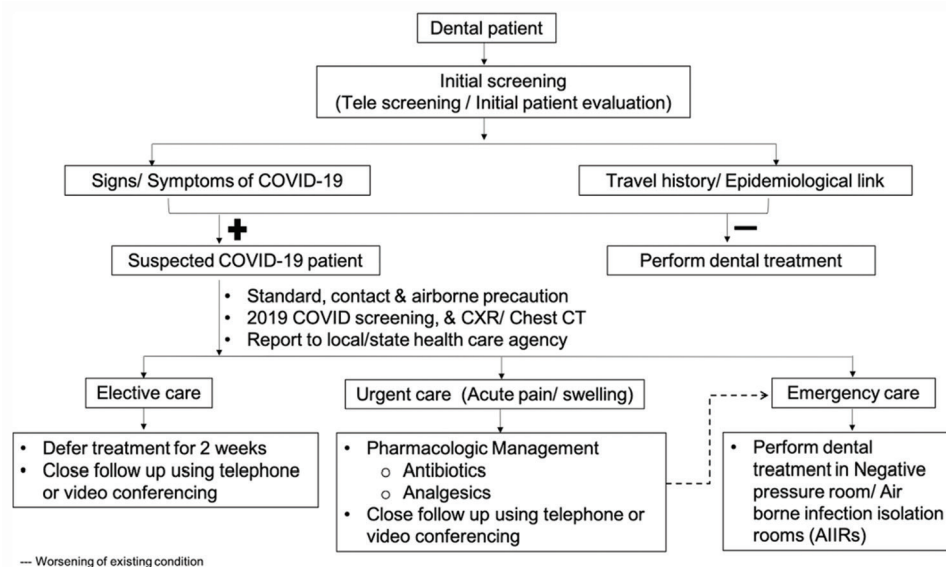 Dental patient
Initial screening
(Tele screening / Initial patient evaluation)
Signs/ Symptoms of COVID-19
Travel history/ Epidemiological link
+
−
Suspected COVID-19 patient
Perform dental treatment
• Standard, contact & airborne precaution
• 2019 COVID screening, & CXR/ Chest CT
• Report to local/state health care agency
Elective care
Urgent care (Acute pain/ swelling)
Emergency care
• Defer treatment for 2 weeks
• Close follow up using telephone
or video conferencing
• Pharmacologic Management
o Antibiotics
o Analgesics
• Close follow up using telephone or
video conferencing
• Perform dental
treatment in Negative
pressure room/ Air
borne infection isolation
rooms (AIIRs)
--- Worsening of existing condition